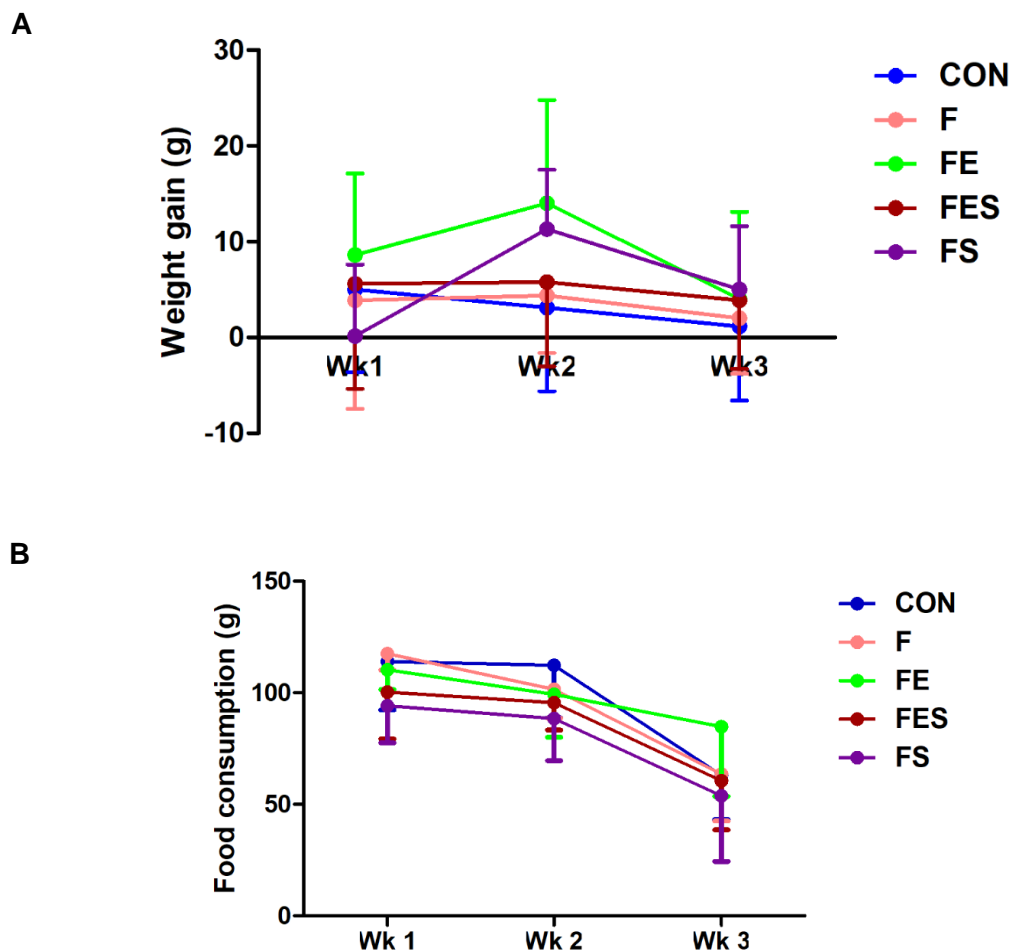 A
Weight gain (g)
30
20
10
0
-10
Wk1 Wk2 Wk3
CON
F
FE
FES
FS
B
Food consumption (g)
150
100
50
0
Wk 1 Wk 2 Wk 3
CON
F
FE
FES
FS